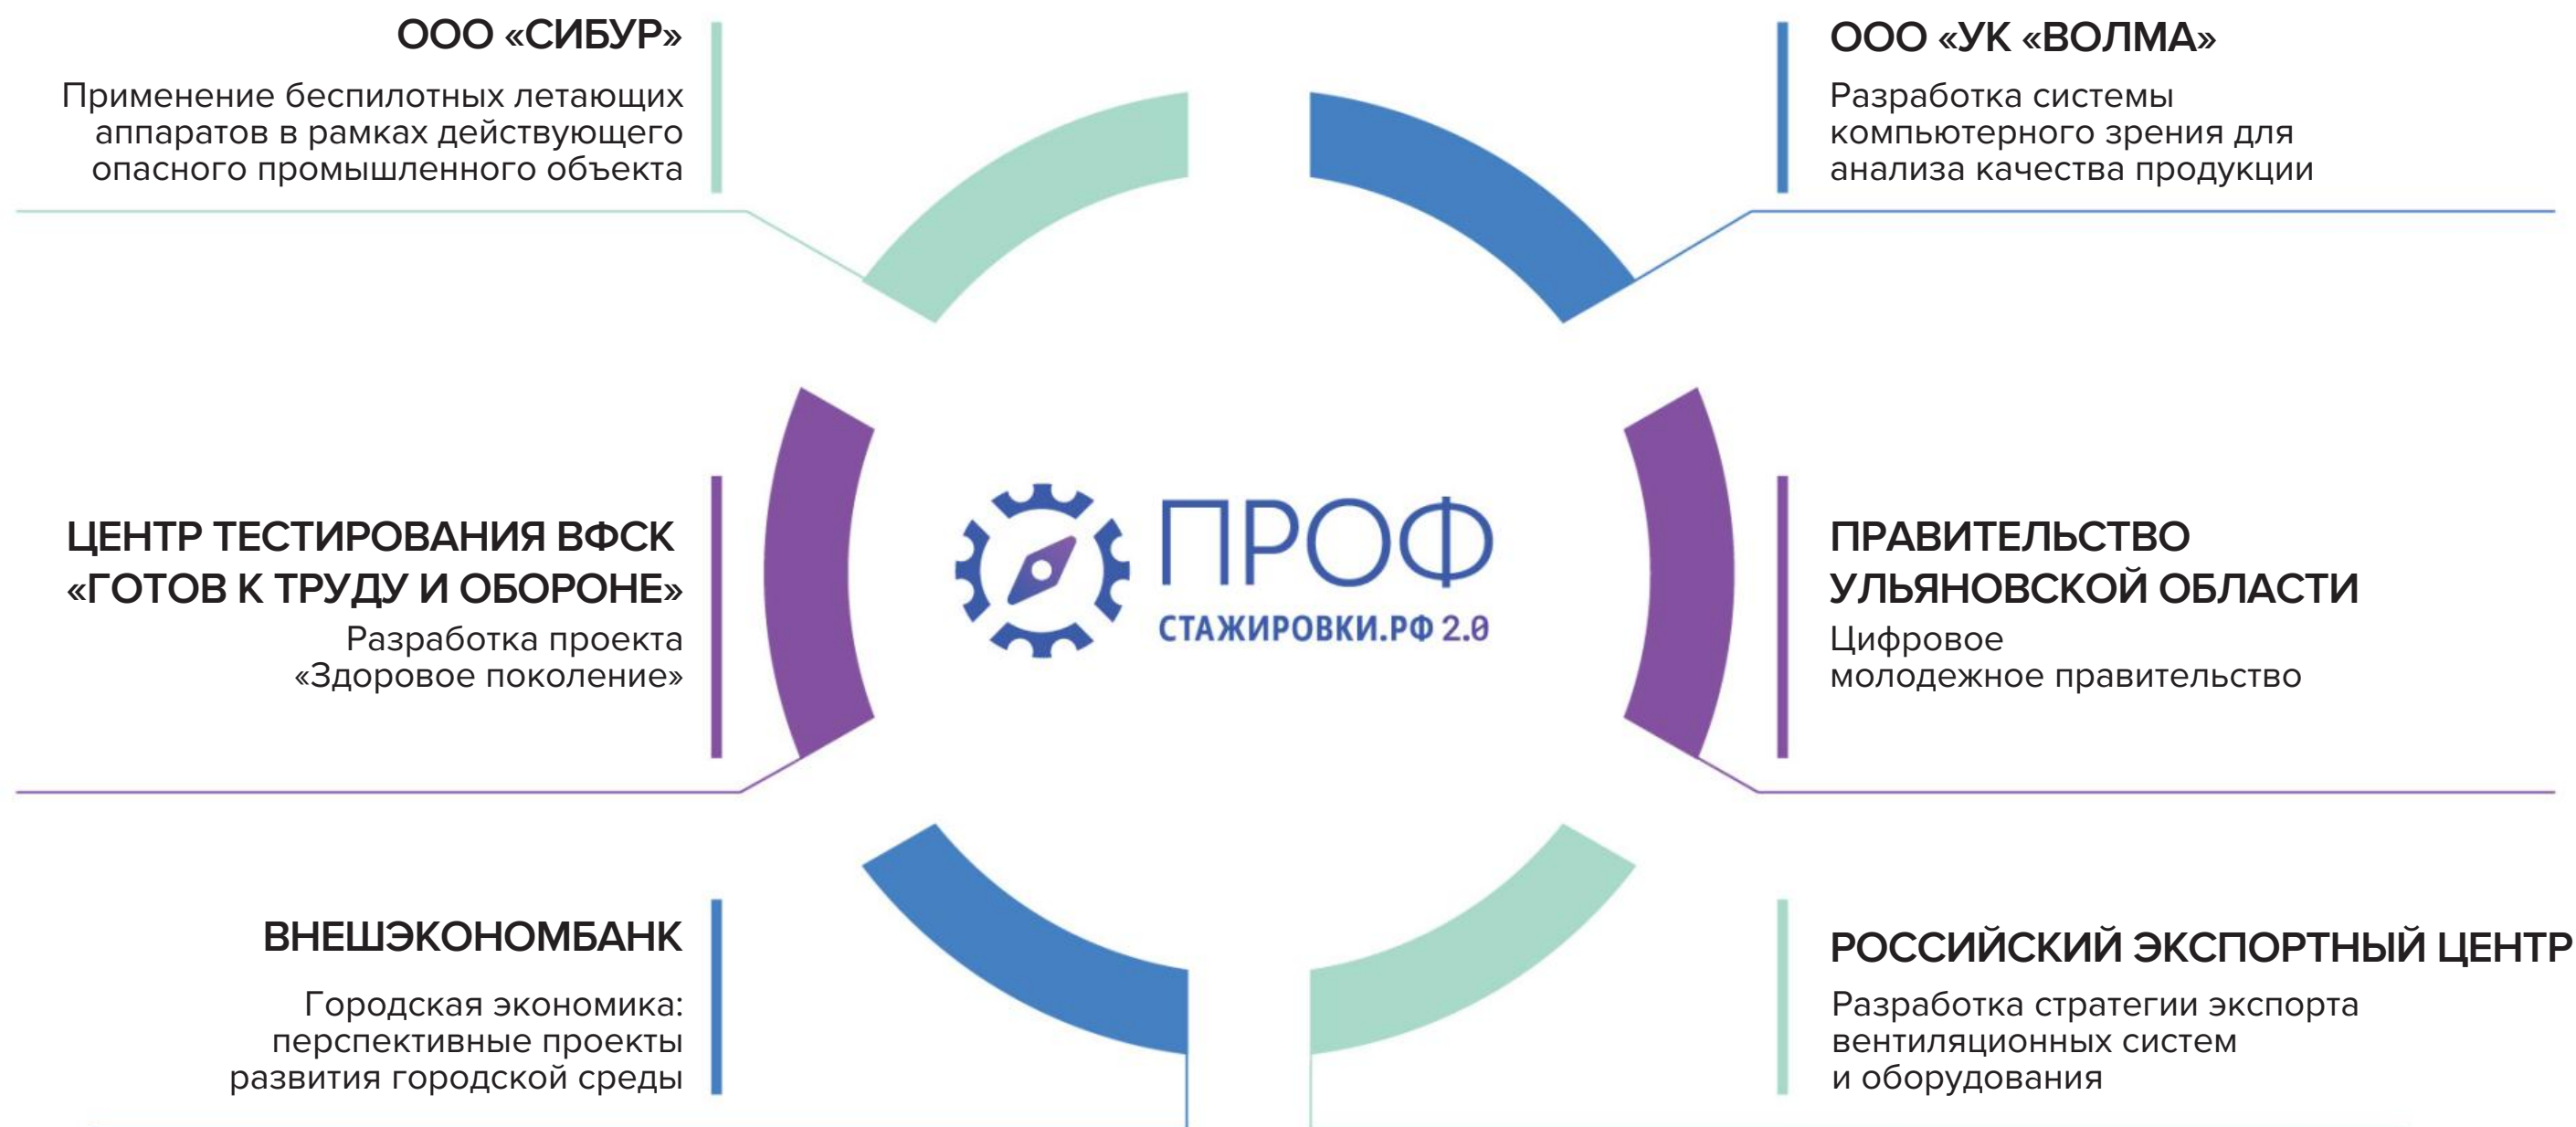 ООО «СИБУР»
Применение беспилотных летающих
аппаратов в рамках действующего
опасного промышленного объекта
ООО «УК «ВОЛМА»
Разработка системы
компьютерного зрения для
анализа качества продукции
ЦЕНТР ТЕСТИРОВАНИЯ ВФСК
«ГОТОВ К ТРУДУ И ОБОРОНЕ»
Разработка проекта
«Здоровое поколение»
ПРОФ
СТАЖИРОВКИ.РФ 2.0
ПРАВИТЕЛЬСТВО
УЛЬЯНОВСКОЙ ОБЛАСТИ
Цифровое
молодежное правительство
ВНЕШЭКОНОМБАНК
Городская экономика:
перспективные проекты
развития городской среды
РОССИЙСКИЙ ЭКСПОРТНЫЙ ЦЕНТР
Разработка стратегии экспорта
вентиляционных систем
и оборудования